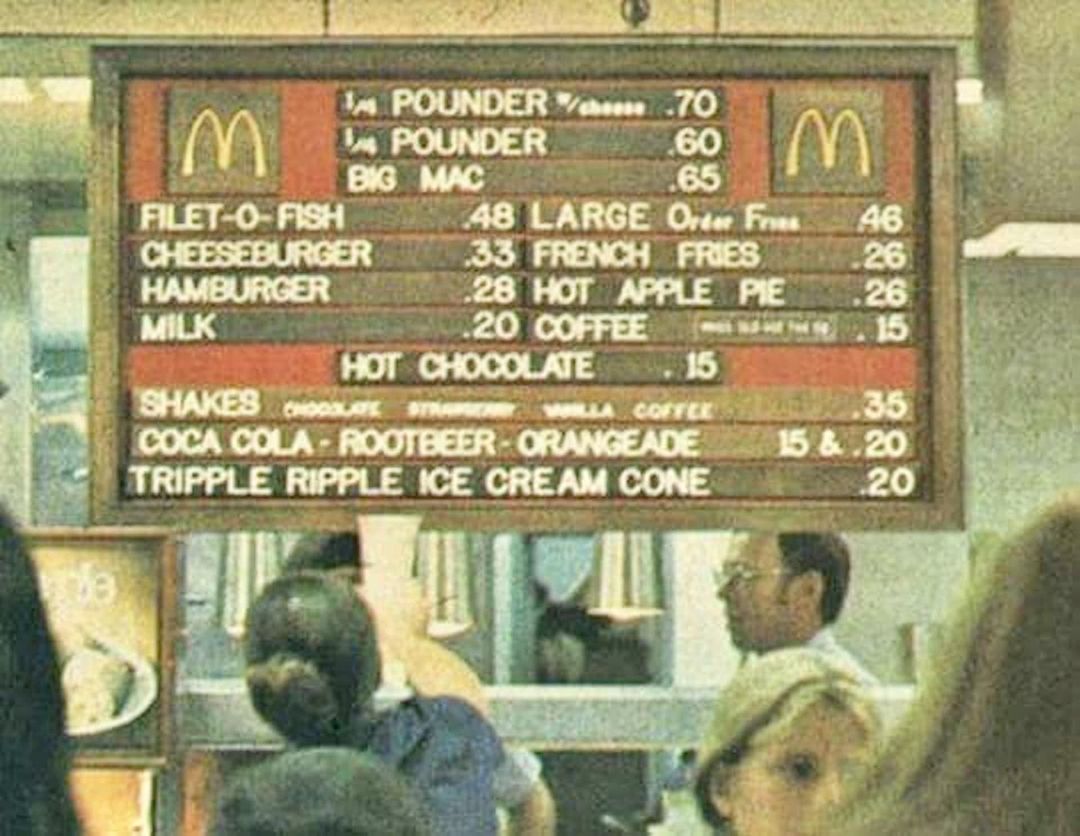 M
M
1/4 POUNDER w/cheese .70
1/4 POUNDER .60
BIG MAC .65
FILET-O-FISH .48
CHEESEBURGER .33
HAMBURGER .28
MILK .20
LARGE Order Fries .46
FRENCH FRIES .26
HOT APPLE PIE .26
COFFEE .15
HOT CHOCOLATE .15
SHAKES CHOCOLATE STRAWBERRY VANILLA COFFEE .35
COCA COLA - ROOTBEER - ORANGEADE 15 & .20
TRIPPLE RIPPLE ICE CREAM CONE .20